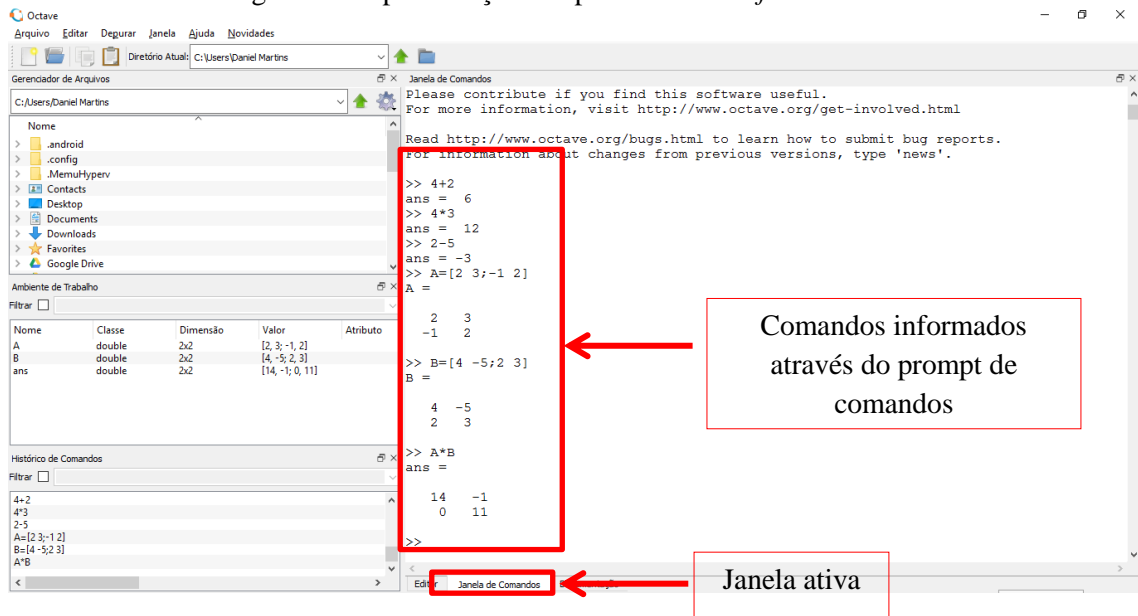 Octave
Arquivo Editar Degurar Janela Ajuda Novidades
Diretório Atual: C:\Users\Daniel Martins
Gerenciador de Arquivos
C:/Users/Daniel Martins
Nome
.android
.config
.MemuHyperv
Contacts
Desktop
Documents
Downloads
Favorites
Google Drive
Ambiente de Trabalho
Filtrar
Nome Classe Dimensão Valor Atributo
A double 2x2 [2, 3; -1, 2]
B double 2x2 [4, -5; 2, 3]
ans double 2x2 [14, -1; 0, 11]
Histórico de Comandos
Filtrar
4+2
4*3
2-5
A=[2 3;-1 2]
B=[4 -5;2 3]
A*B
Janela de Comandos
Please contribute if you find this software useful.
For more information, visit http://www.octave.org/get-involved.html
Read http://www.octave.org/bugs.html to learn how to submit bug reports.
For information about changes from previous versions, type 'news'.
>> 4+2
ans = 6
>> 4*3
ans = 12
>> 2-5
ans = -3
>> A=[2 3;-1 2]
A =
2 3
-1 2
>> B=[4 -5;2 3]
B =
4 -5
2 3
>> A*B
ans =
14 -1
0 11
>>
Comandos informados
através do prompt de
comandos
Editor Janela de Comandos
Janela ativa